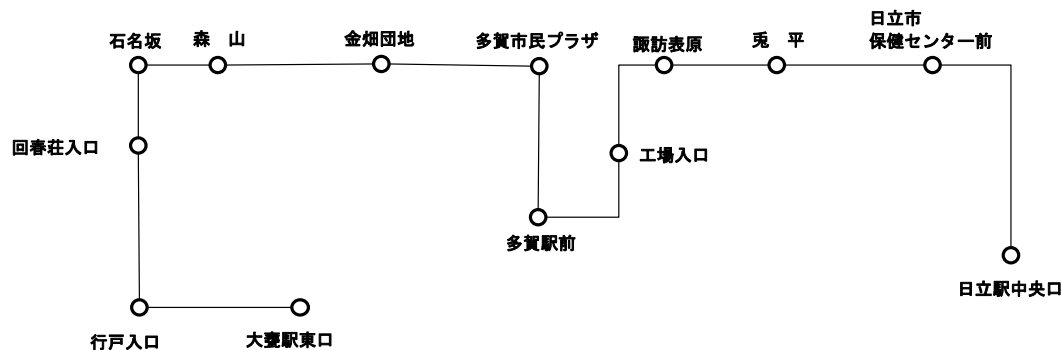 日立市
石名坂 森 山 金畑団地 多賀市民プラザ 諏訪表原 兎 平 保健センター前
回春荘入口 工場入口
多賀駅前
日立駅中央口
行戸入口 大甕駅東口